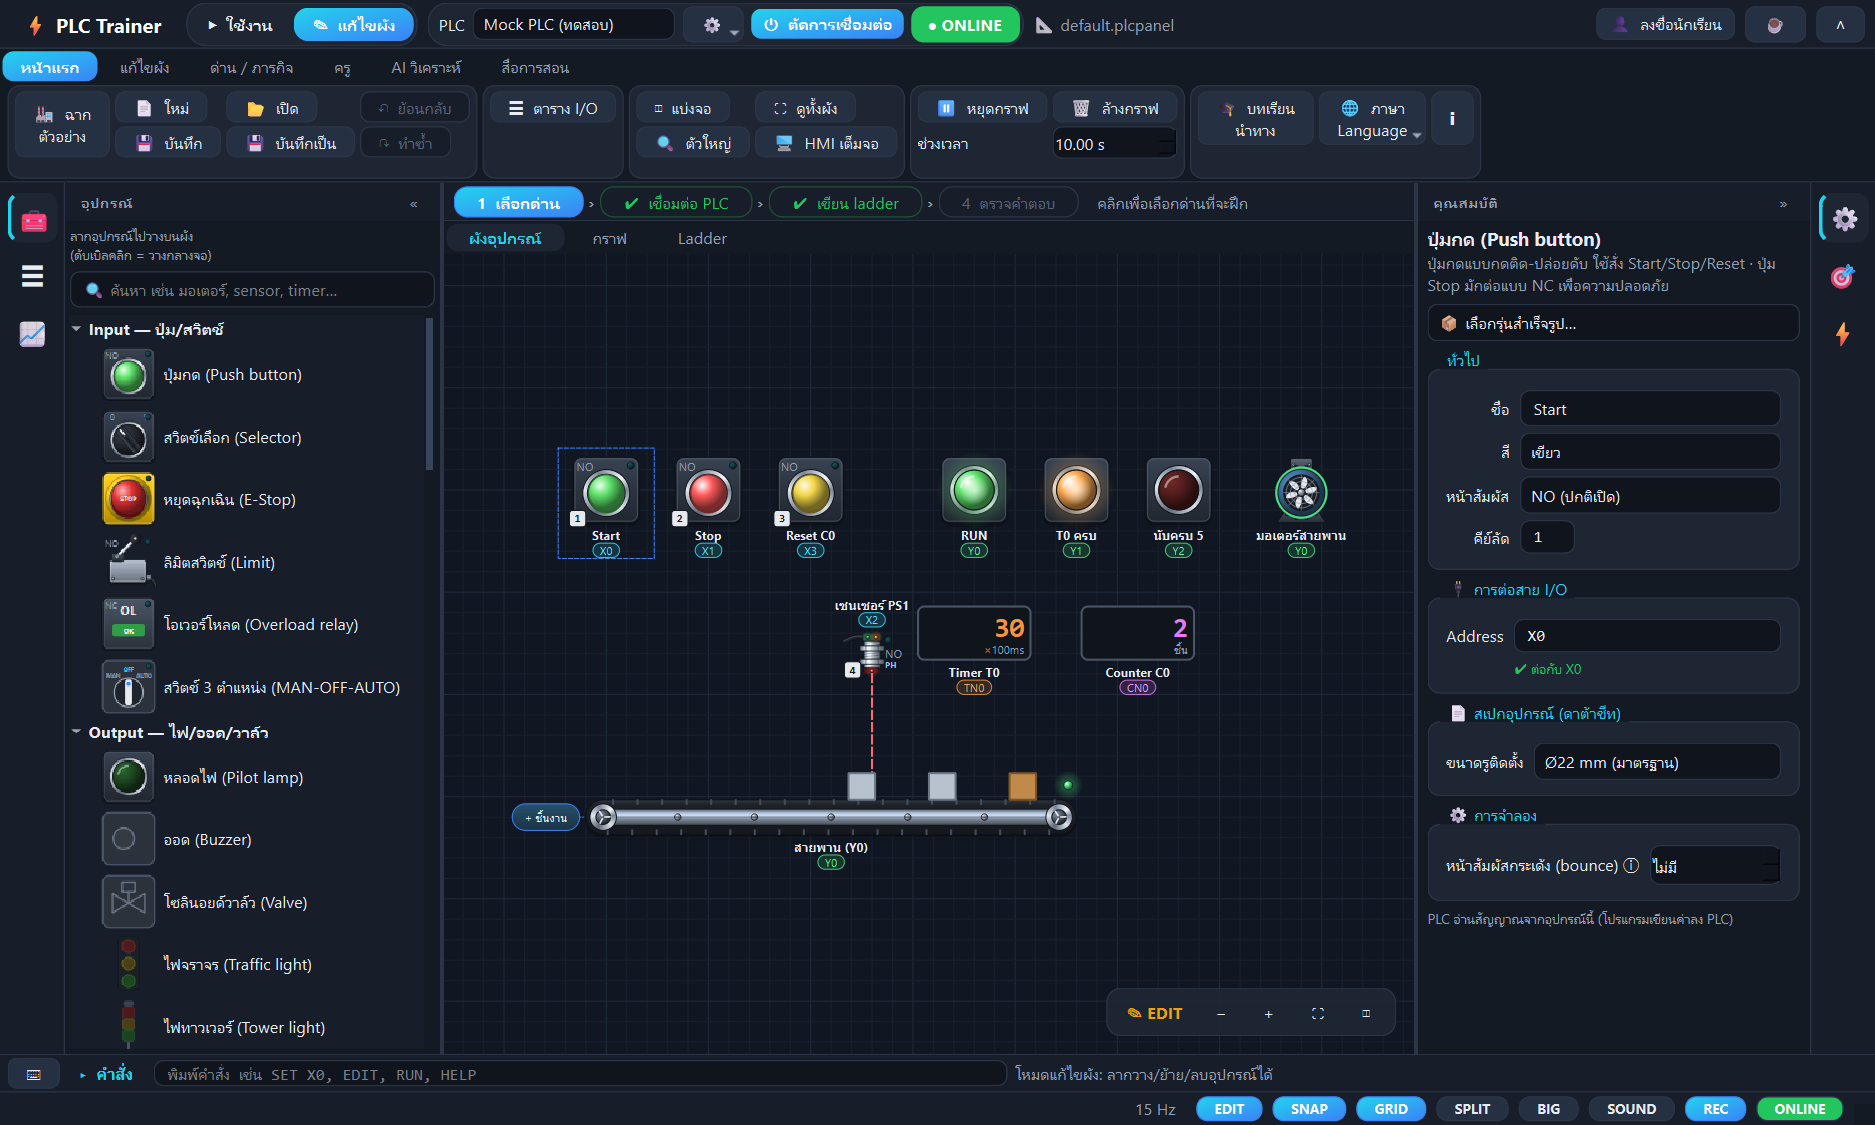 PLC Trainer
▶ ใช้งาน
แก้ไขผัง
PLC
Mock PLC (ทดสอบ)
ตัดการเชื่อมต่อ
● ONLINE
default.plcpanel
ลงชื่อนักเรียน
หน้าแรก
แก้ไขผัง
ด่าน / ภารกิจ
ครู
AI วิเคราะห์
สื่อการสอน
ฉาก
ตัวอย่าง
ใหม่
เปิด
ย้อนกลับ
บันทึก
บันทึกเป็น
ทำซ้ำ
ตาราง I/O
แบ่งจอ
ดูทั้งผัง
ตัวใหญ่
HMI เต็มจอ
หยุดกราฟ
ล้างกราฟ
ช่วงเวลา
10.00 s
บทเรียน
นำทาง
ภาษา
Language
i
อุปกรณ์
«
ลากอุปกรณ์ไปวางบนผัง
(ดับเบิลคลิก = วางกลางจอ)
ค้นหา เช่น มอเตอร์, sensor, timer...
Input — ปุ่ม/สวิตช์
NO
ปุ่มกด (Push button)
สวิตช์เลือก (Selector)
STOP
หยุดฉุกเฉิน (E-Stop)
NO
ลิมิตสวิตช์ (Limit)
NC
OL
โอเวอร์โหลด (Overload relay)
MAN
OFF
AUTO
สวิตช์ 3 ตำแหน่ง (MAN-OFF-AUTO)
Output — ไฟ/ออด/วาล์ว
หลอดไฟ (Pilot lamp)
ออด (Buzzer)
โซลินอยด์วาล์ว (Valve)
ไฟจราจร (Traffic light)
ไฟทาวเวอร์ (Tower light)
1 เลือกด่าน
›
✔ เชื่อมต่อ PLC
›
✔ เขียน ladder
›
4 ตรวจคำตอบ
คลิกเพื่อเลือกด่านที่จะฝึก
ผังอุปกรณ์
กราฟ
Ladder
NO
1
Start
X0
NO
2
Stop
X1
NO
3
Reset C0
X3
RUN
Y0
T0 ครบ
Y1
นับครบ 5
Y2
มอเตอร์สายพาน
Y0
เซนเซอร์ PS1
X2
NO
PH
4
30
×100ms
Timer T0
TN0
2
ชิ้น
Counter C0
CN0
+ ชิ้นงาน
สายพาน (Y0)
Y0
EDIT
−
+
คุณสมบัติ
»
ปุ่มกด (Push button)
ปุ่มกดแบบกดติด-ปล่อยดับ ใช้สั่ง Start/Stop/Reset · ปุ่ม
Stop มักต่อแบบ NC เพื่อความปลอดภัย
เลือกรุ่นสำเร็จรูป...
ทั่วไป
ชื่อ
Start
สี
เขียว
หน้าสัมผัส
NO (ปกติเปิด)
คีย์ลัด
1
การต่อสาย I/O
Address
X0
✔ ต่อกับ X0
สเปกอุปกรณ์ (ดาต้าชีท)
ขนาดรูติดตั้ง
Ø22 mm (มาตรฐาน)
การจำลอง
หน้าสัมผัสกระเด้ง (bounce) ⓘ
ไม่มี
PLC อ่านสัญญาณจากอุปกรณ์นี้ (โปรแกรมเขียนค่าลง PLC)
▸ คำสั่ง
พิมพ์คำสั่ง เช่น SET X0, EDIT, RUN, HELP
โหมดแก้ไขผัง: ลากวาง/ย้าย/ลบอุปกรณ์ได้
15 Hz
EDIT
SNAP
GRID
SPLIT
BIG
SOUND
REC
ONLINE